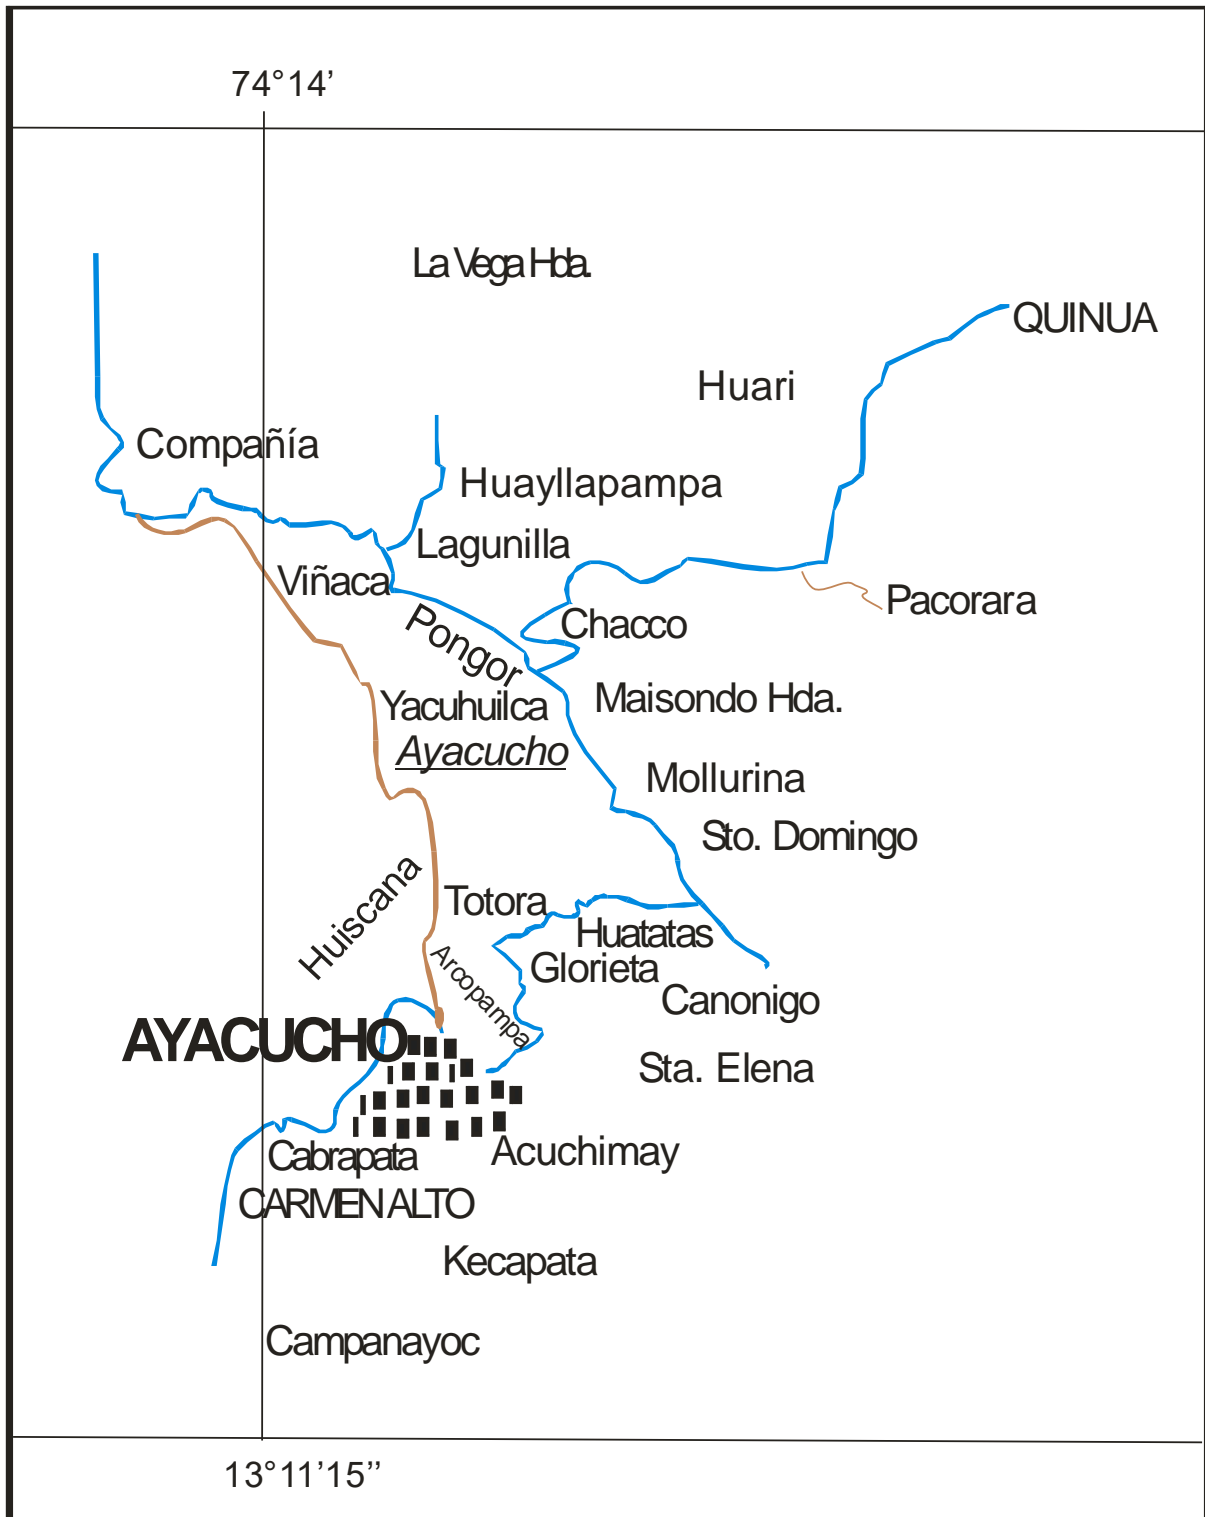 74°14’
La Vega Hda.
QUINUA
Huari
Compañía
Huayllapampa
Lagunilla
Viñaca
Pacorara
Chacco
Pongor
Maisondo Hda.
Yacuhuilca
Ayacucho
Mollurina
Sto. Domingo
Huiscana
Totora
Huatatas
Glorieta
Arcopampa
Canonigo
AYACUCHO
Sta. Elena
Cabrapata
Acuchimay
CARMEN ALTO
Kecapata
Campanayoc
13°11’15’’